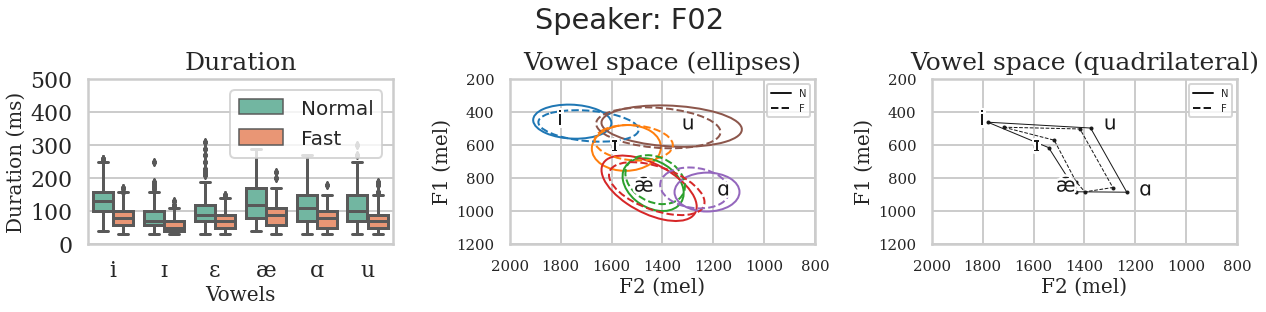 Speaker: F02
Duration
500
400
300
200
100
0
Duration (ms)
Normal
Fast
i ɪ ɛ æ ɑ u
Vowels
Vowel space (ellipses)
200
400
600
800
1000
1200
F1 (mel)
N
F
i
u
ɪ
æ
ɑ
2000 1800 1600 1400 1200 1000 800
F2 (mel)
Vowel space (quadrilateral)
200
400
600
800
1000
1200
F1 (mel)
N
F
i
u
ɪ
æ
ɑ
2000 1800 1600 1400 1200 1000 800
F2 (mel)